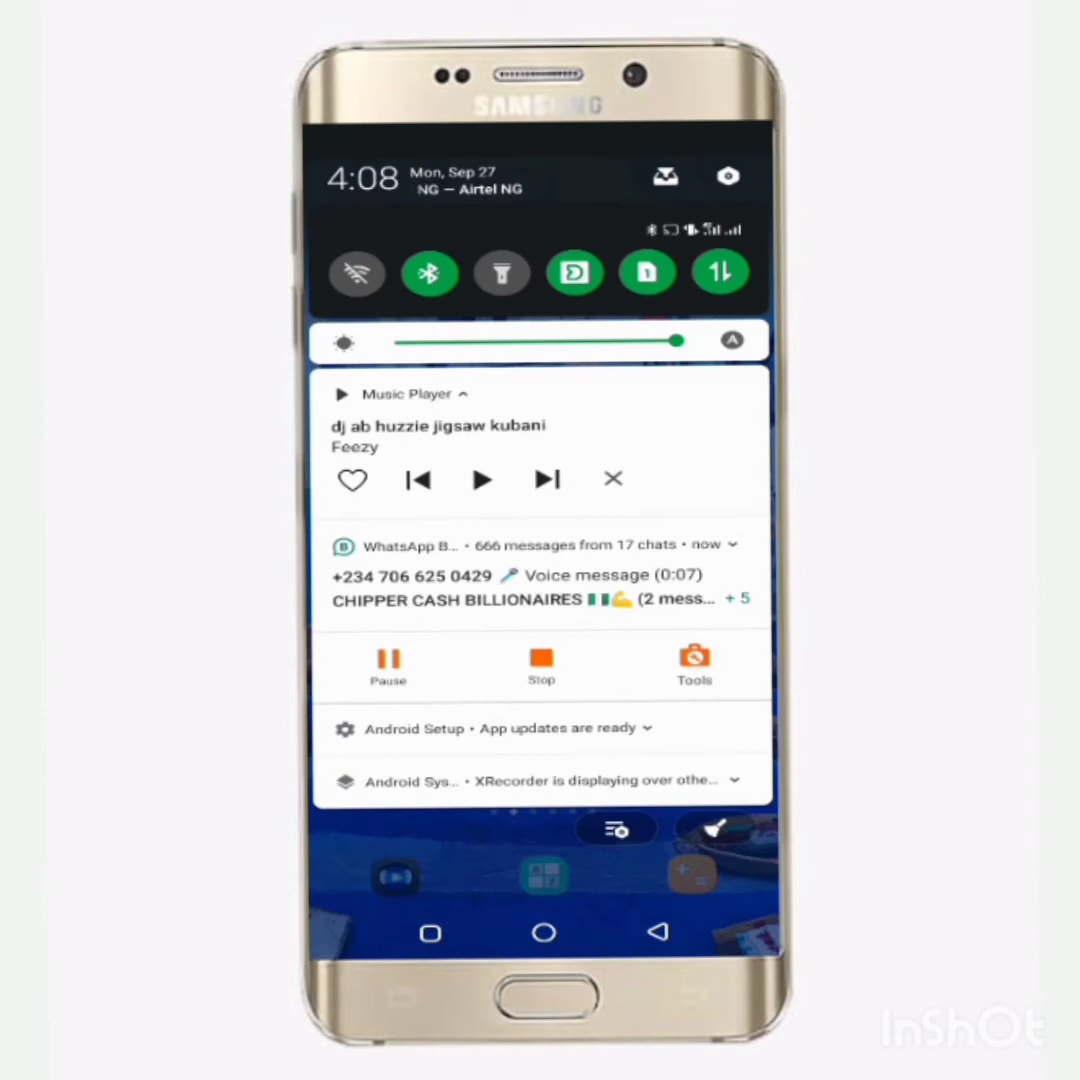 SAMSUNG
4:08 Mon, Sep 27
NG — Airtel NG
1
A
Music Player
dj ab huzzie jigsaw kubani
Feezy
B WhatsApp B... • 666 messages from 17 chats • now
+234 706 625 0429 🎤 Voice message (0:07)
CHIPPER CASH BILLIONAIRES 🇳🇬💪 (2 mess... + 5
Pause Stop Tools
Android Setup • App updates are ready
Android Sys... • XRecorder is displaying over othe...
InShOt